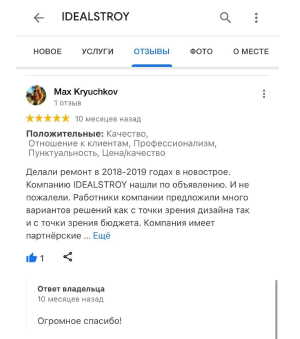 IDEALSTROY
НОВОЕ УСЛУГИ ОТЗЫВЫ ФОТО О МЕСТЕ
Max Kryuchkov
1 отзыв
10 месяцев назад
Положительные: Качество,
Отношение к клиентам, Профессионализм,
Пунктуальность, Цена/качество
Делали ремонт в 2018-2019 годах в новострое.
Компанию IDEALSTROY нашли по объявлению. И не
пожалели. Работники компании предложили много
вариантов решений как с точки зрения дизайна так
и с точки зрения бюджета. Компания имеет
партнёрские ... Ещё
1
Ответ владельца
10 месяцев назад
Огромное спасибо!